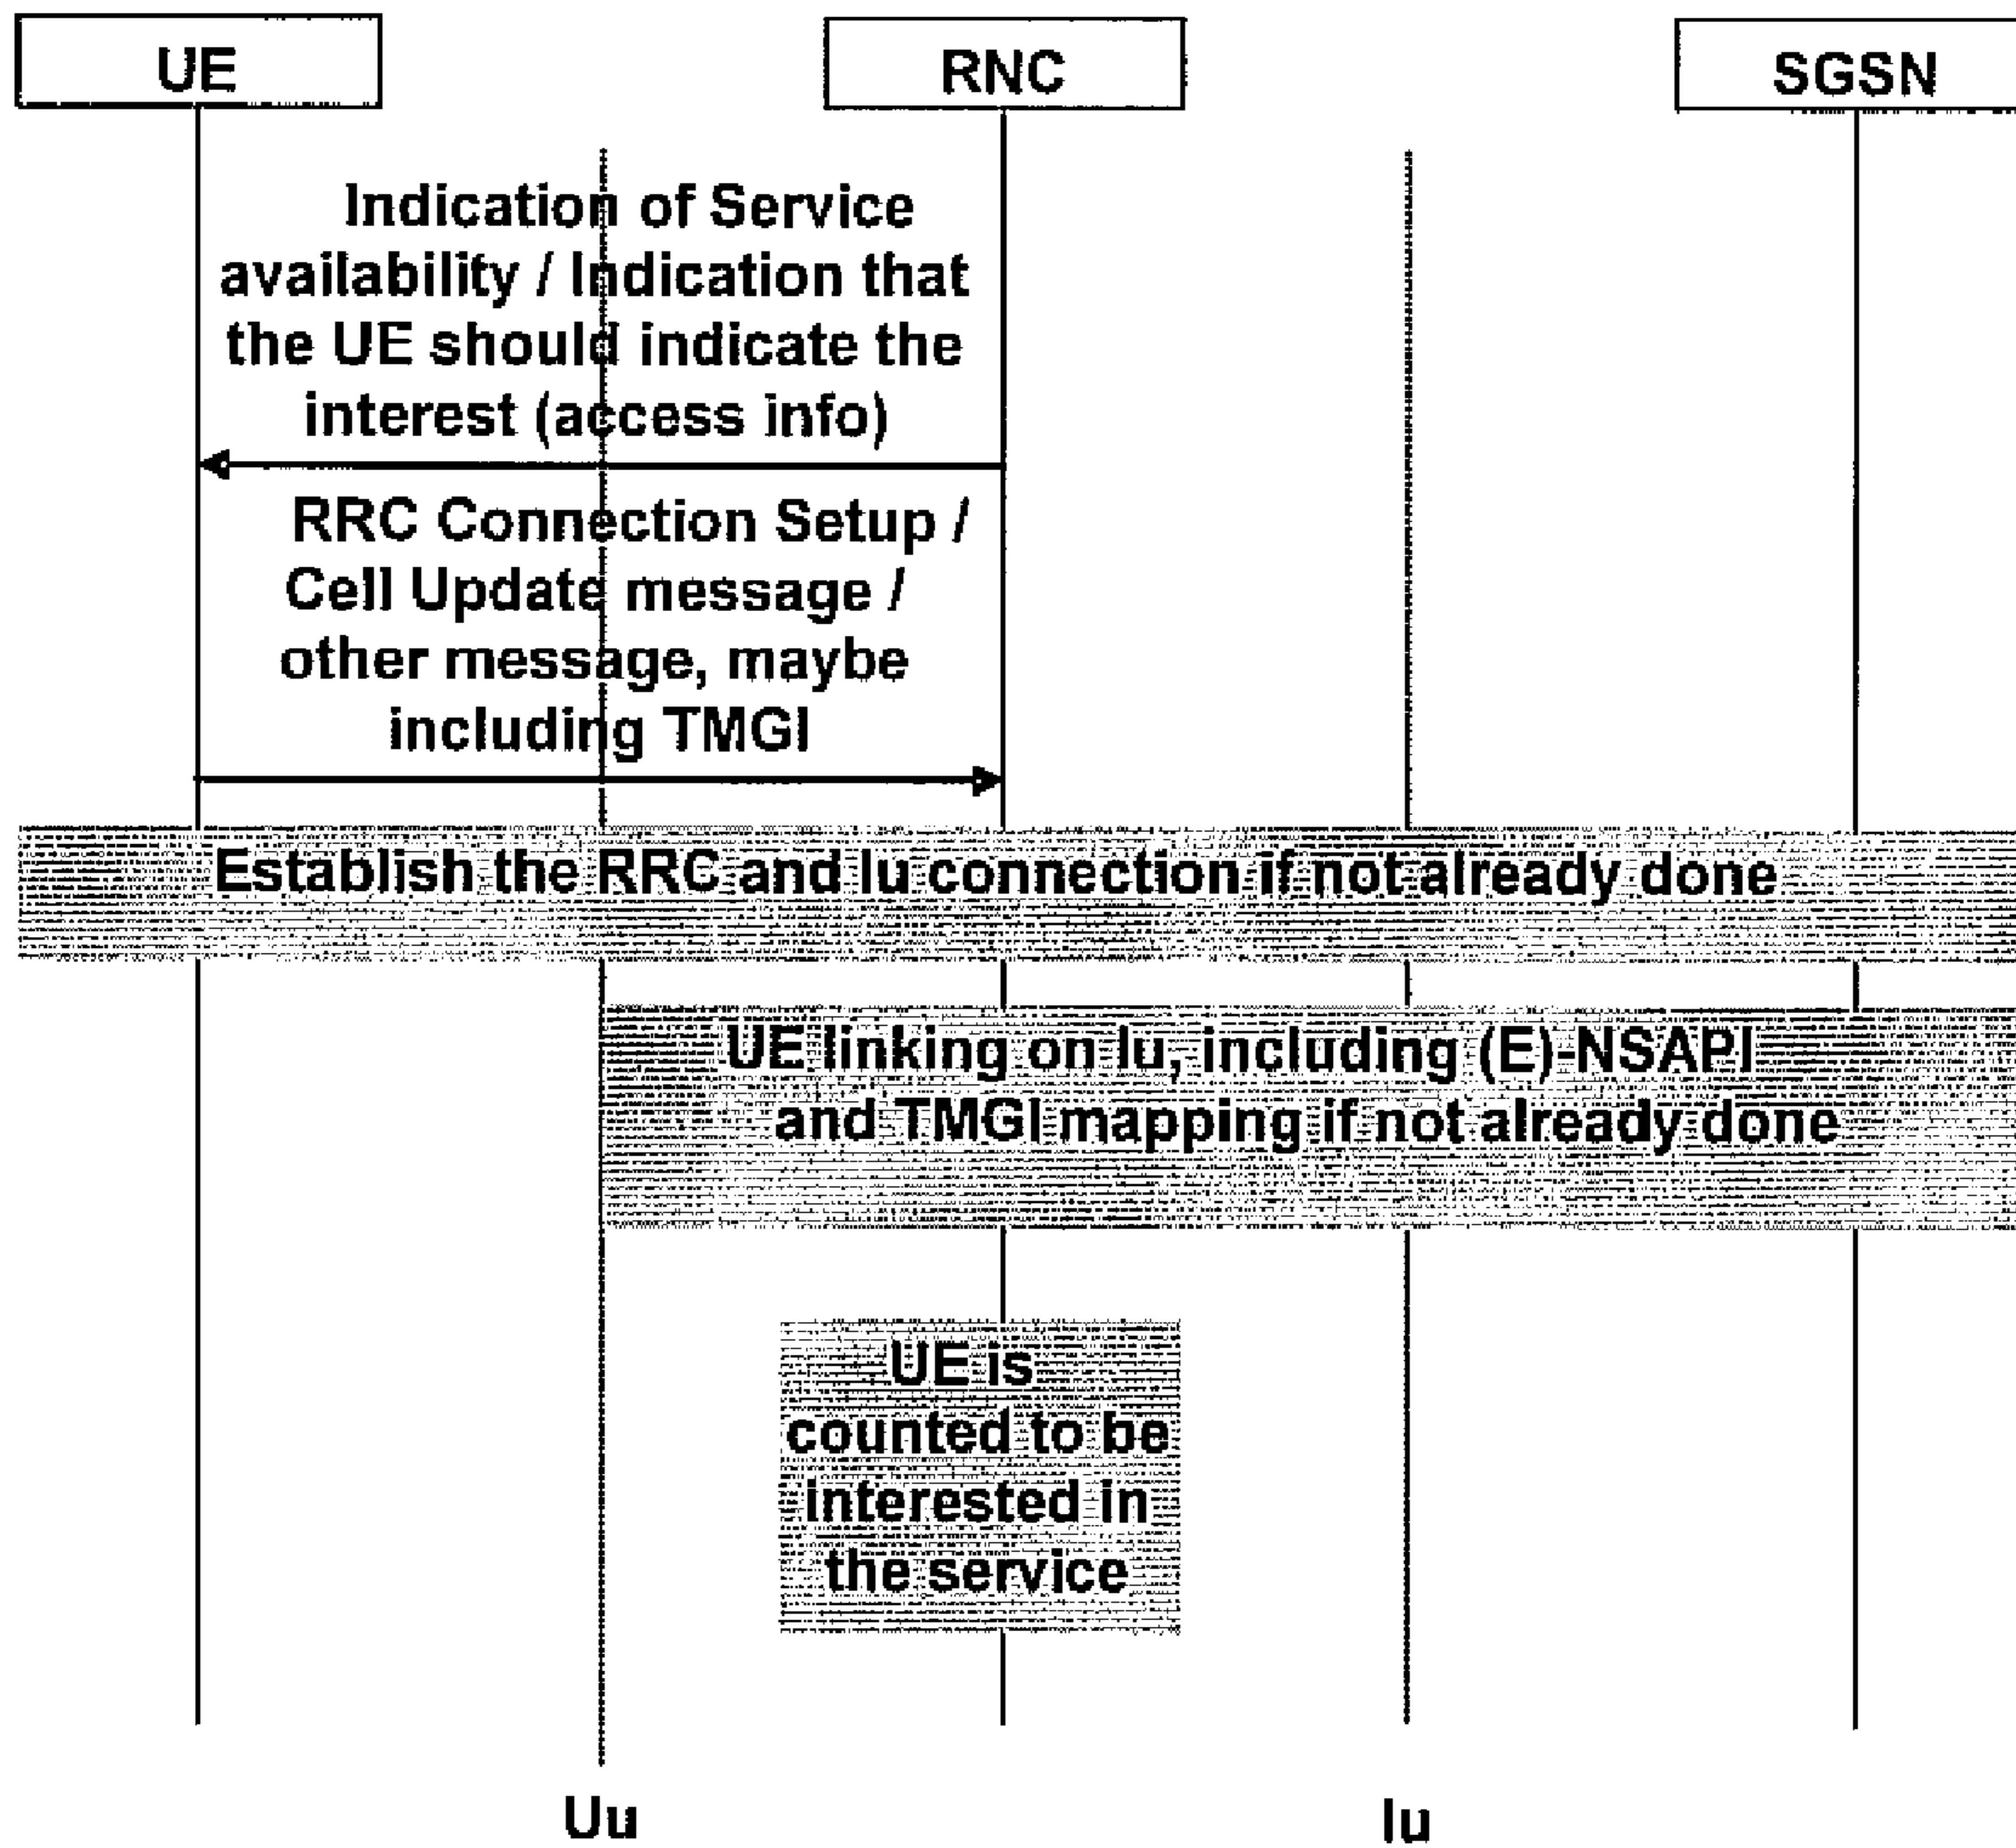 UE
RNC
SGSN
Indication of Service
availability / Indication that
the UE should indicate the
interest (access info)
RRC Connection Setup /
Cell Update message /
other message, maybe
including TMGI
Establish the RRC and Iu connection if not already done
UE linking on Iu, including (E)-NSAPI
and TMGI mapping if not already done
UE is
counted to be
interested in
the service
Uu
Iu